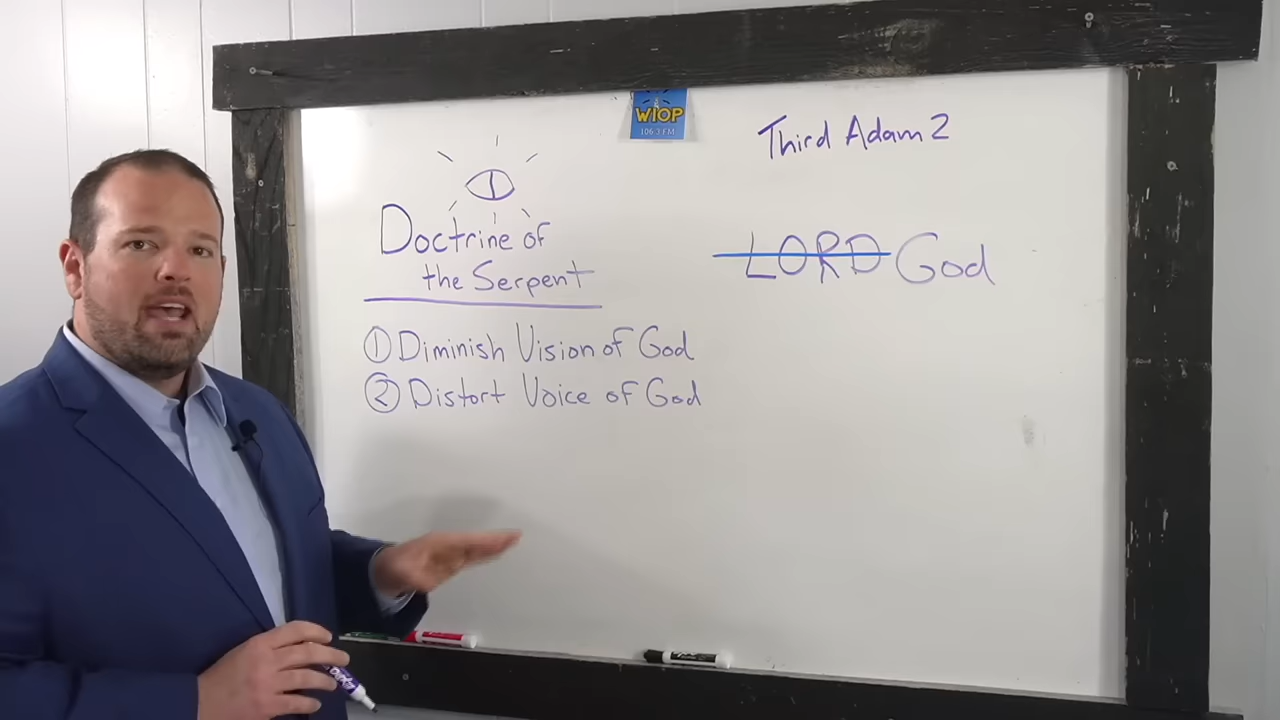 WIOP
106.3 FM
Third Adam 2
Doctrine of
the Serpent
LORD God
① Diminish Vision of God
② Distort Voice of God